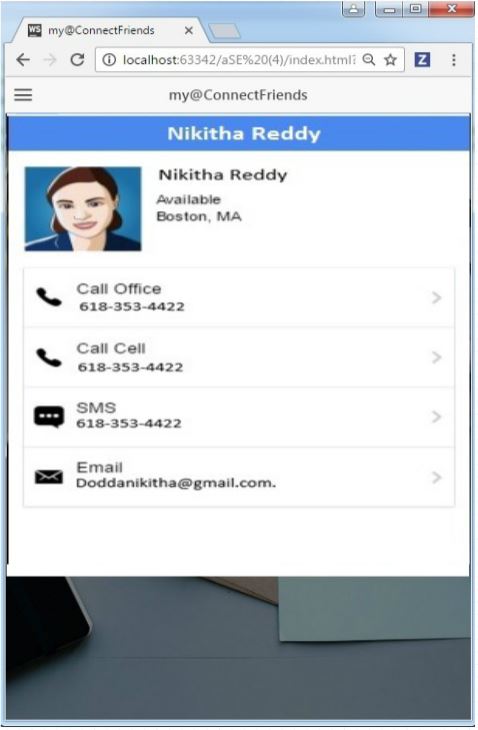 WS my@ConnectFriends
localhost:63342/aSE%20(4)/index.html?
Z
my@ConnectFriends
Nikitha Reddy
Nikitha Reddy
Available
Boston, MA
Call Office
618-353-4422
Call Cell
618-353-4422
SMS
618-353-4422
Email
Doddanikitha@gmail.com.